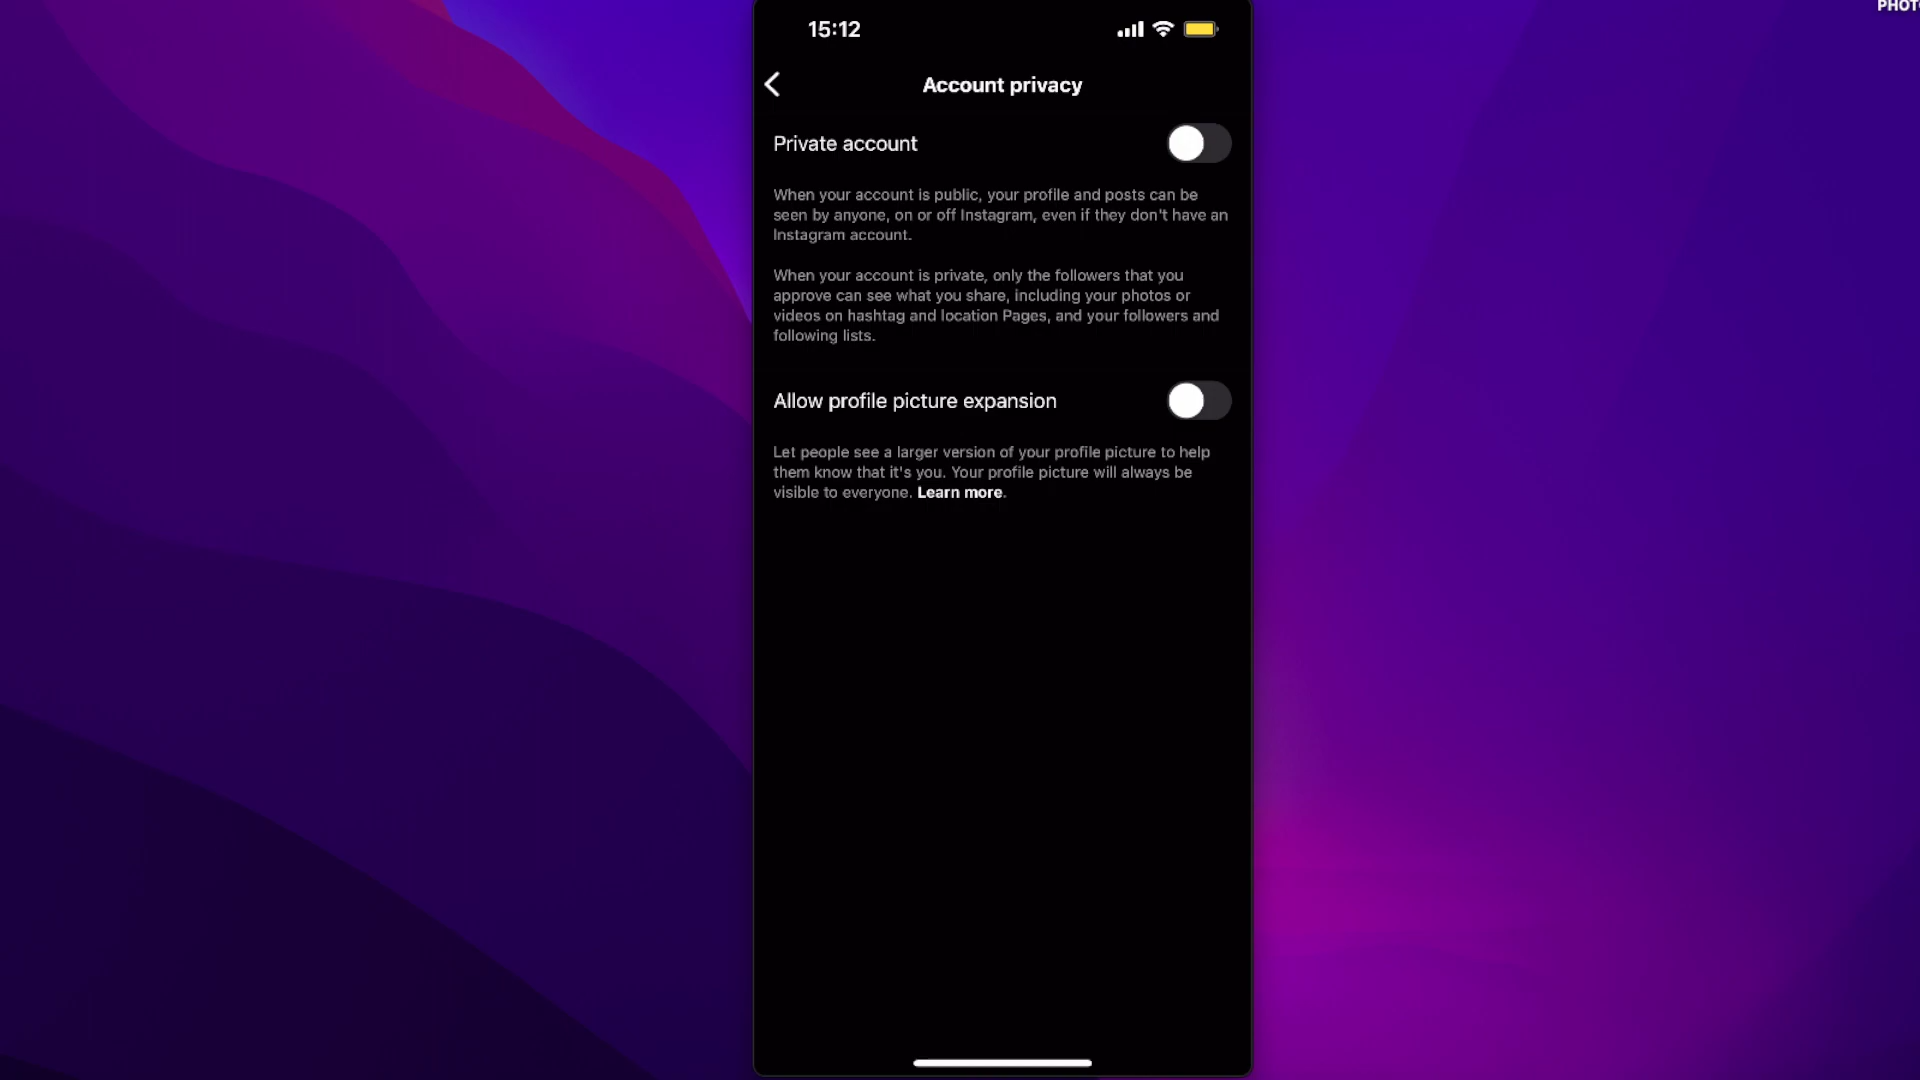 15:12
Account privacy
Private account
When your account is public, your profile and posts can be
seen by anyone, on or off Instagram, even if they don't have an
Instagram account.
When your account is private, only the followers that you
approve can see what you share, including your photos or
videos on hashtag and location Pages, and your followers and
following lists.
Allow profile picture expansion
Let people see a larger version of your profile picture to help
them know that it's you. Your profile picture will always be
visible to everyone. Learn more.